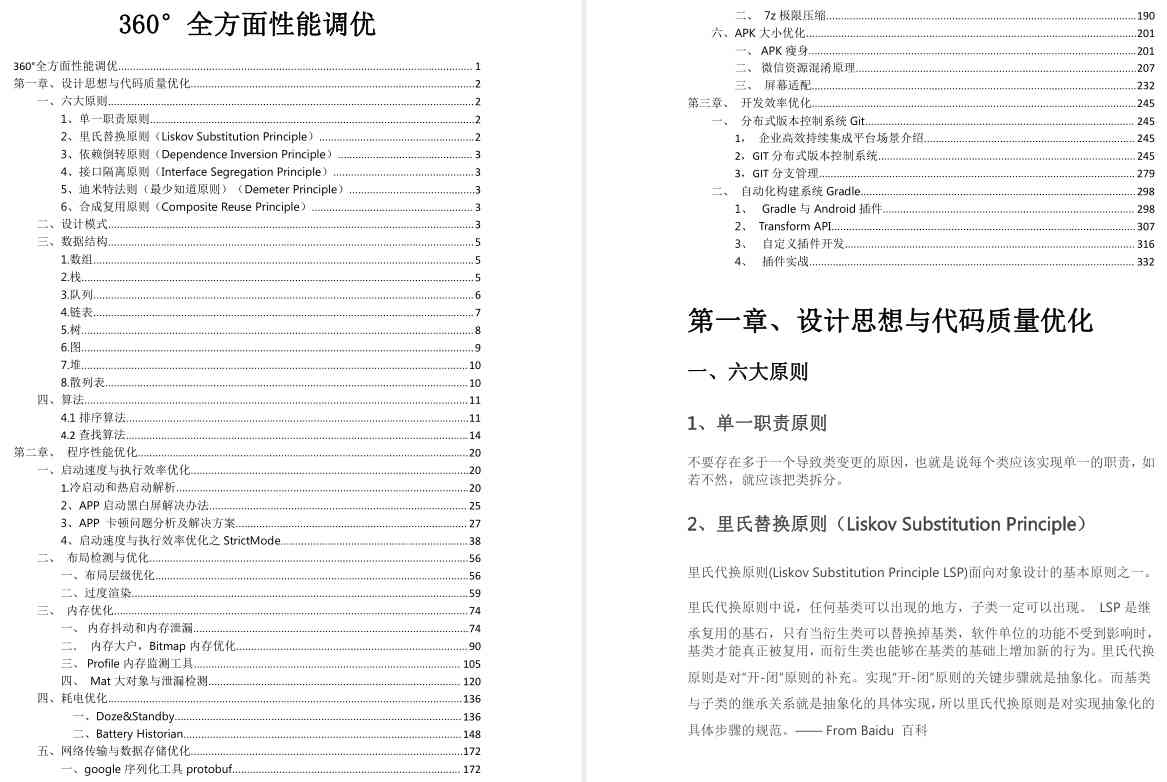 360° 全方面性能调优
360°全方面性能调优 1
第一章、设计思想与代码质量优化 2
一、六大原则 2
1、单一职责原则 2
2、里氏替换原则（Liskov Substitution Principle） 2
3、依赖倒转原则（Dependence Inversion Principle） 3
4、接口隔离原则（Interface Segregation Principle） 3
5、迪米特法则（最少知道原则）（Demeter Principle） 3
6、合成复用原则（Composite Reuse Principle） 3
二、设计模式 3
三、数据结构 5
1.数组 5
2.栈 5
3.队列 6
4.链表 7
5.树 8
6.图 9
7.堆 10
8.散列表 10
四、算法 11
4.1 排序算法 11
4.2 查找算法 14
第二章、 程序性能优化 20
一、启动速度与执行效率优化 20
1.冷启动和热启动解析 20
2、APP 启动黑白屏解决办法 25
3、APP 卡顿问题分析及解决方案 27
4、启动速度与执行效率优化之 StrictMode 38
二、 布局检测与优化 56
一、布局层级优化 56
二、过度渲染 59
三、 内存优化 74
一、 内存抖动和内存泄漏 74
二． 内存大户，Bitmap 内存优化 90
三、 Profile 内存监测工具 105
四、 Mat 大对象与泄漏检测 120
四、耗电优化 136
一、Doze&Standby 136
二、Battery Historian 148
五、网络传输与数据存储优化 172
一、google 序列化工具 protobuf 172
二、 7z 极限压缩 190
六、APK 大小优化 201
一、 APK 瘦身 201
二、 微信资源混淆原理 207
三、 屏幕适配 232
第三章、 开发效率优化 245
一、 分布式版本控制系统 Git 245
1， 企业高效持续集成平台场景介绍 245
2，GIT 分布式版本控制系统 245
3，GIT 分支管理 279
二、 自动化构建系统 Gradle 298
1、 Gradle 与 Android 插件 298
2、 Transform API 307
3、 自定义插件开发 316
4、 插件实战 332
第一章、设计思想与代码质量优化
一、六大原则
1、单一职责原则
不要存在多于一个导致类变更的原因，也就是说每个类应该实现单一的职责，如
若不然，就应该把类拆分。
2、里氏替换原则（Liskov Substitution Principle）
里氏代换原则(Liskov Substitution Principle LSP)面向对象设计的基本原则之一。
里氏代换原则中说，任何基类可以出现的地方，子类一定可以出现。 LSP 是继
承复用的基石，只有当衍生类可以替换掉基类，软件单位的功能不受到影响时，
基类才能真正被复用，而衍生类也能够在基类的基础上增加新的行为。里氏代换
原则是对“开-闭”原则的补充。实现“开-闭”原则的关键步骤就是抽象化。而基类
与子类的继承关系就是抽象化的具体实现，所以里氏代换原则是对实现抽象化的
具体步骤的规范。—— From Baidu 百科